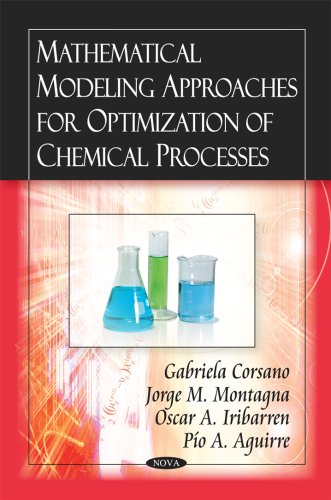 MATHEMATICAL
MODELING APPROACHES
FOR OPTIMIZATION OF
CHEMICAL PROCESSES
Gabriela Corsano
Jorge M. Montagna
Oscar A. Iribarren
Pío A. Aguirre
NOVA